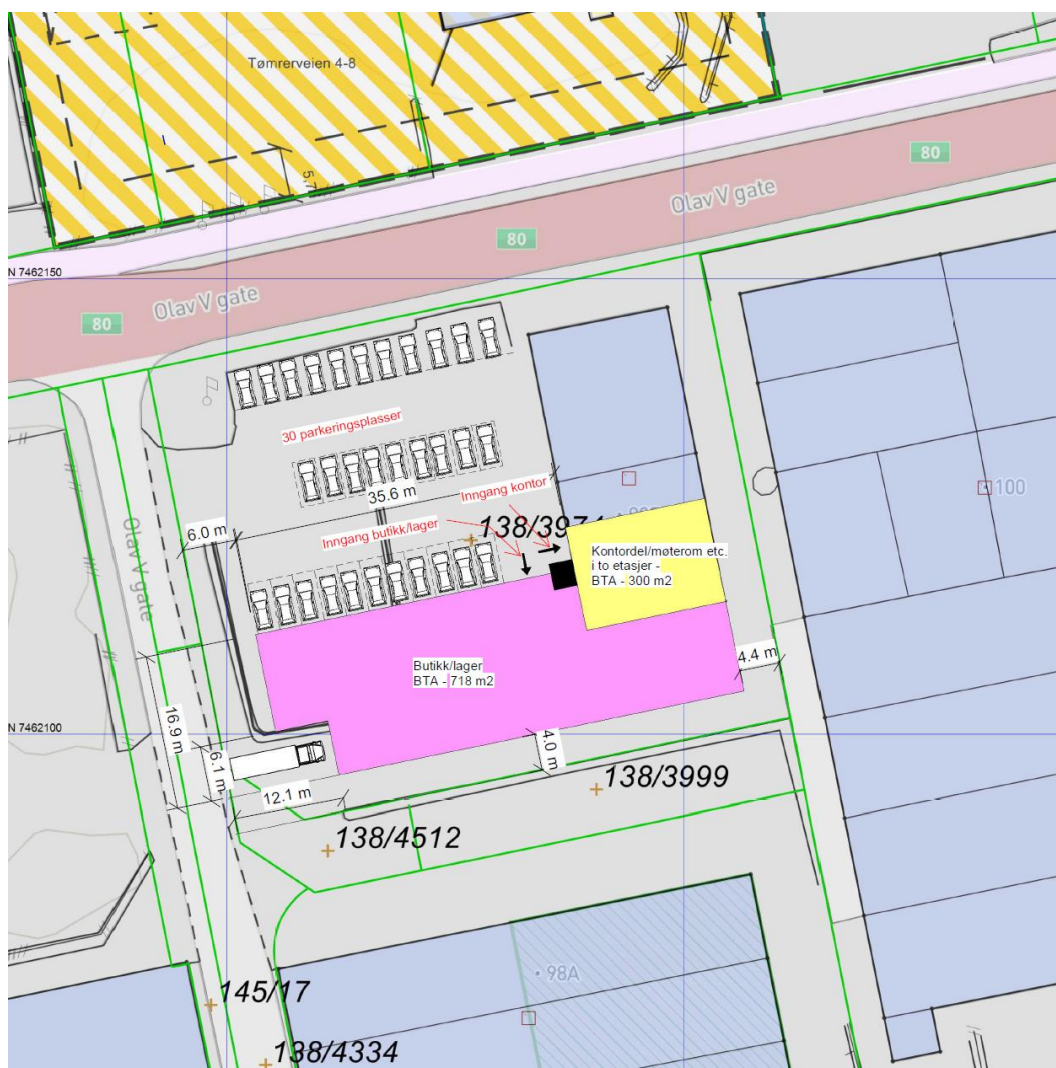 Tømrerveien 4-8
5,7
80
Olav V gate
80
N 7462150
Olav V gate
80
30 parkeringsplasser
35.6 m
Inngang kontor
100
6.0 m
Inngang butikk/lager
138/3974
Olav V gate
Kontordel/møterom etc.
i to etasjer -
BTA - 300 m2
Butikk/lager
BTA - 718 m2
4.4 m
N 7462100
16.9 m
6.1 m
4.0 m
12.1 m
138/3999
138/4512
98A
145/17
138/4334